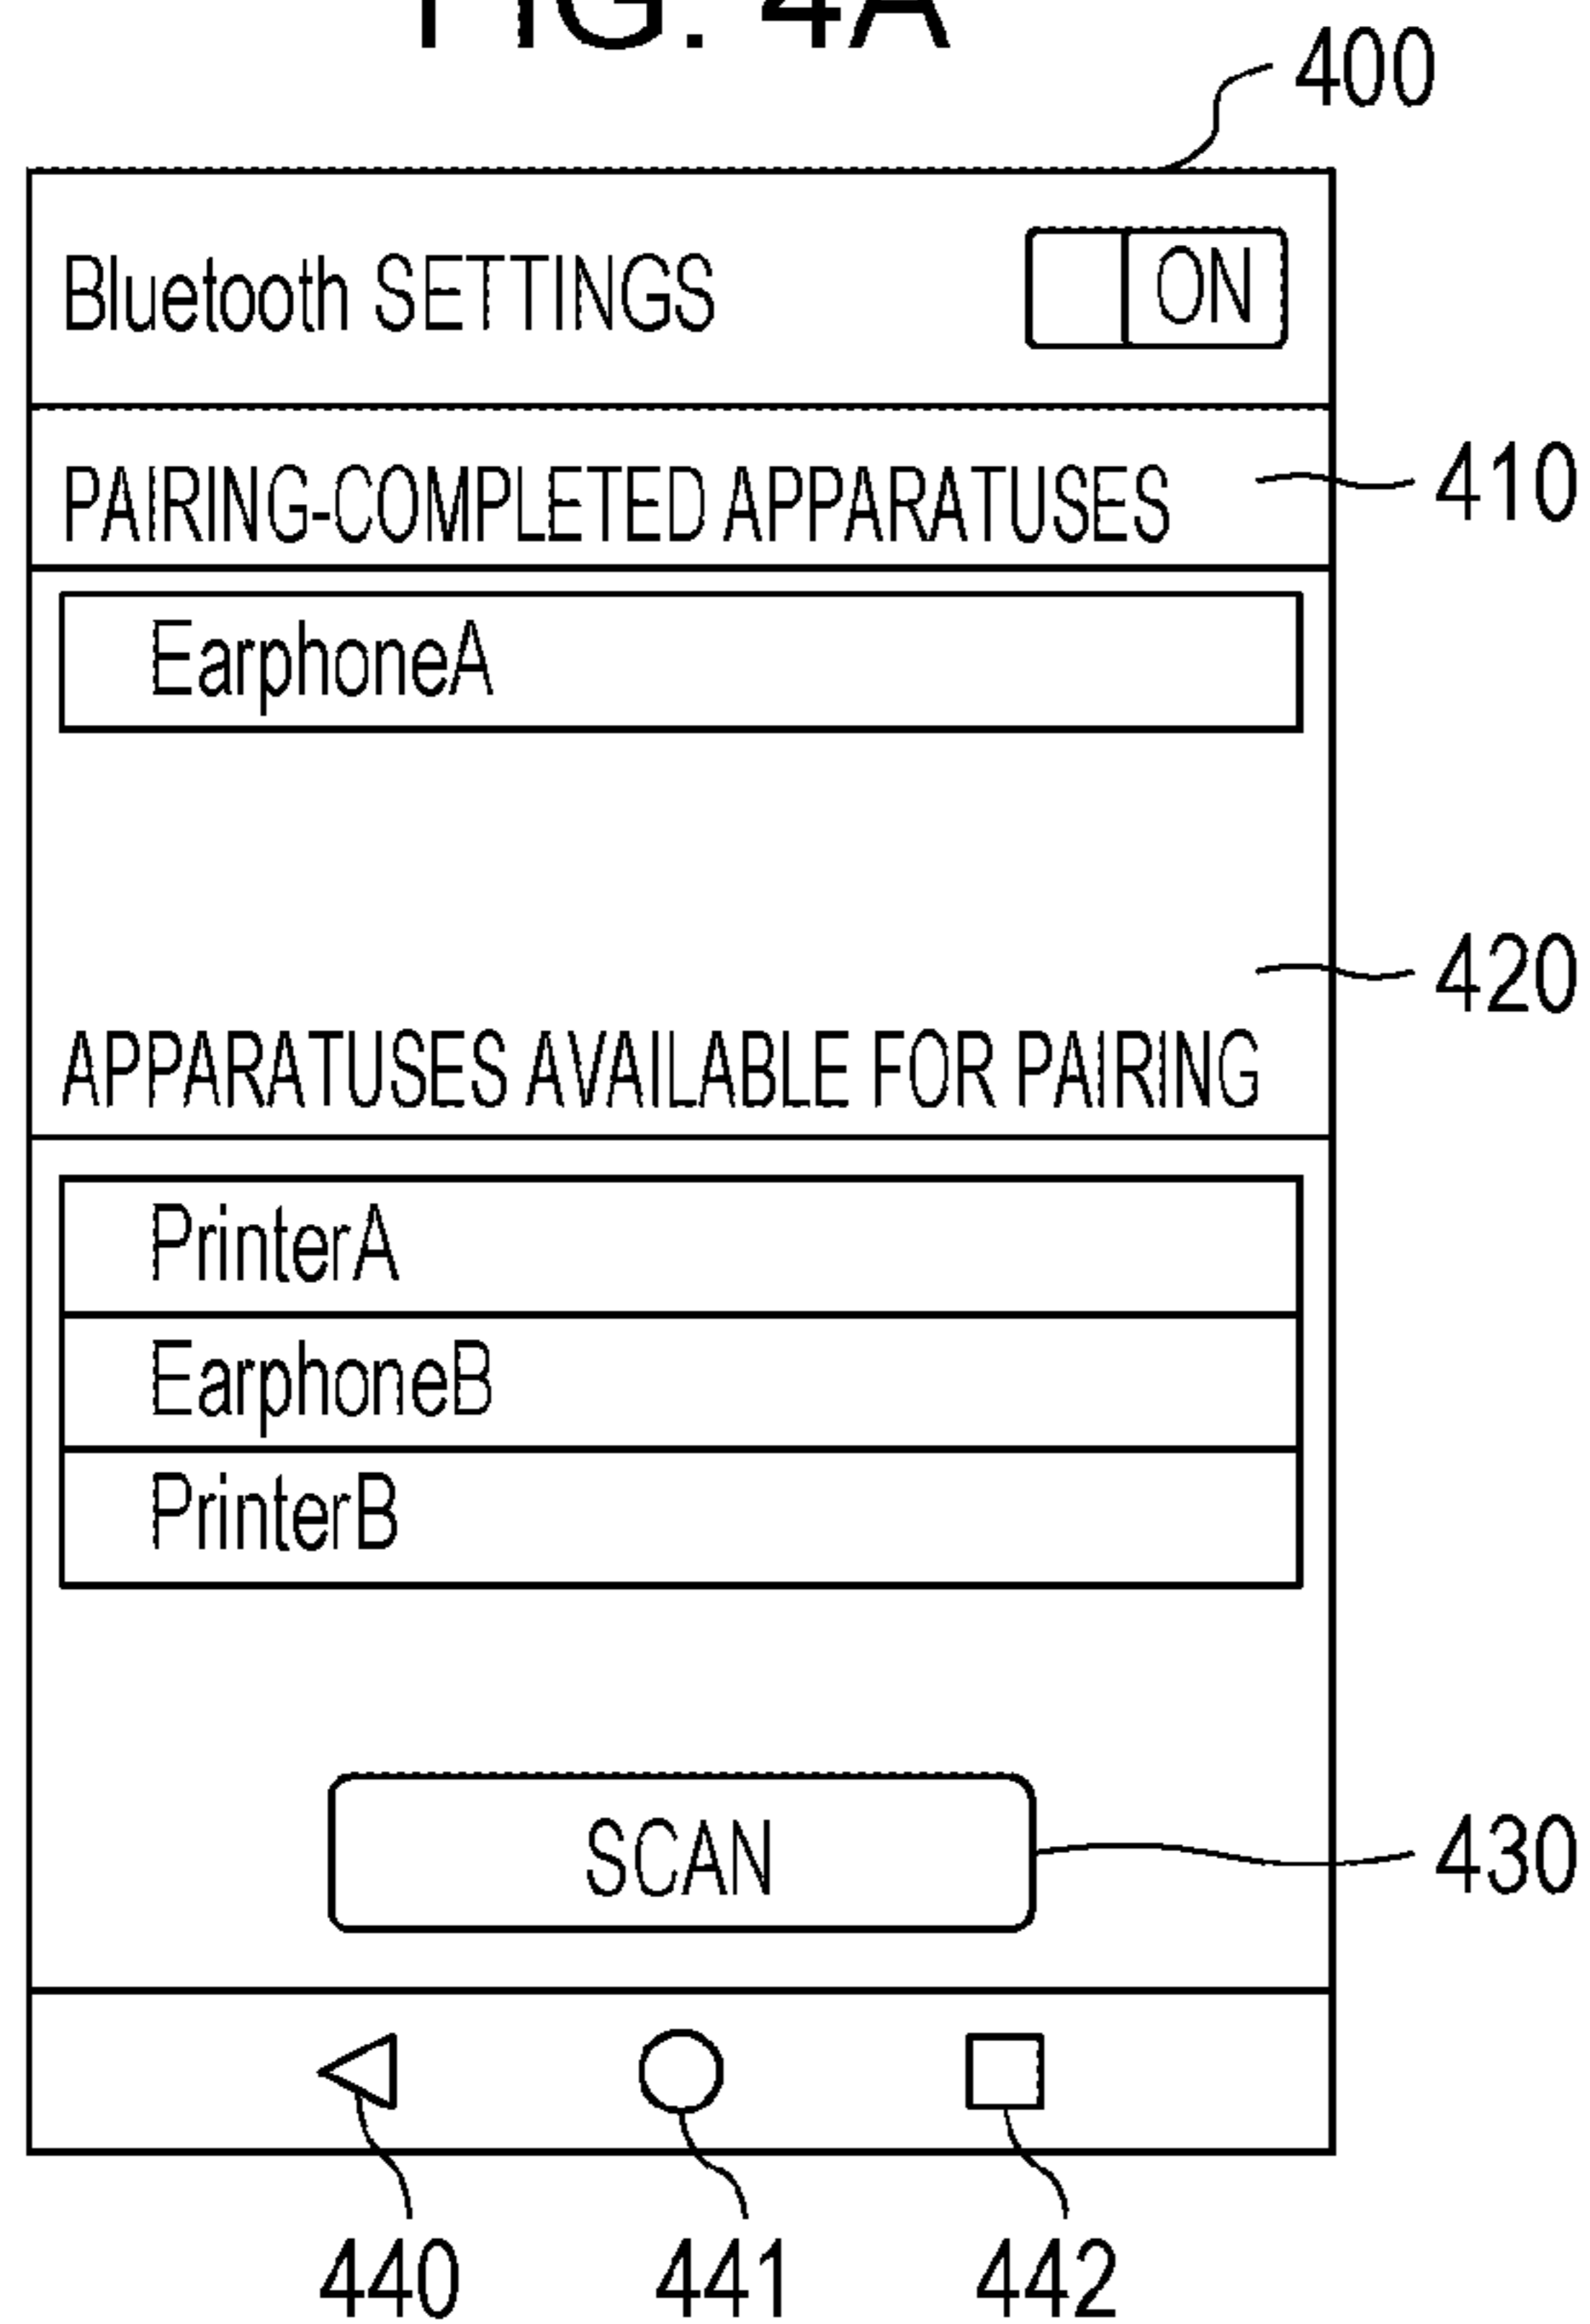 FIG. 4A
400
Bluetooth SETTINGS ON
PAIRING-COMPLETED APPARATUSES 410
EarphoneA
420
APPARATUSES AVAILABLE FOR PAIRING
PrinterA
EarphoneB
PrinterB
SCAN 430
440 441 442